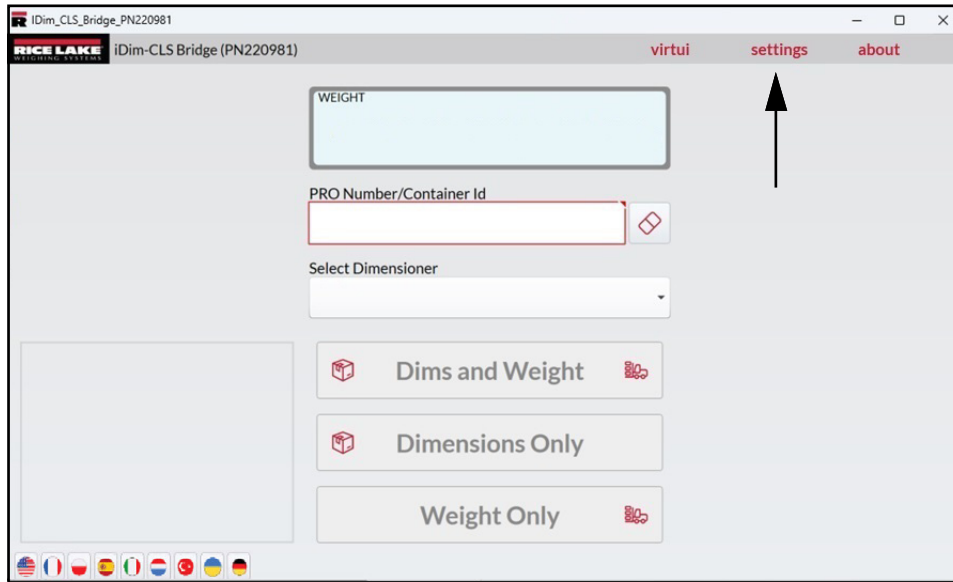 IDim_CLS_Bridge_PN220981
RICE LAKE iDim-CLS Bridge (PN220981) virtui settings about
WEIGHING SYSTEMS
WEIGHT
PRO Number/Container Id
Select Dimensioner
Dims and Weight
Dimensions Only
Weight Only